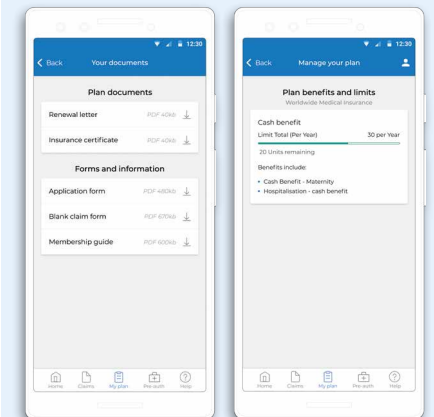 12:30
Back Your documents
Plan documents
Renewal letter PDF 40kb
Insurance certificate PDF 40kb
Forms and information
Application form PDF 480kb
Blank claim form PDF 670kb
Membership guide PDF 600kb
Home Claims My plan Pre-auth Help
12:30
Back Manage your plan
Plan benefits and limits
Worldwide Medical Insurance
Cash benefit
Limit Total (Per Year) 30 per Year
20 Units remaining
Benefits include:
• Cash Benefit - Maternity
• Hospitalisation - cash benefit
Home Claims My plan Pre-auth Help